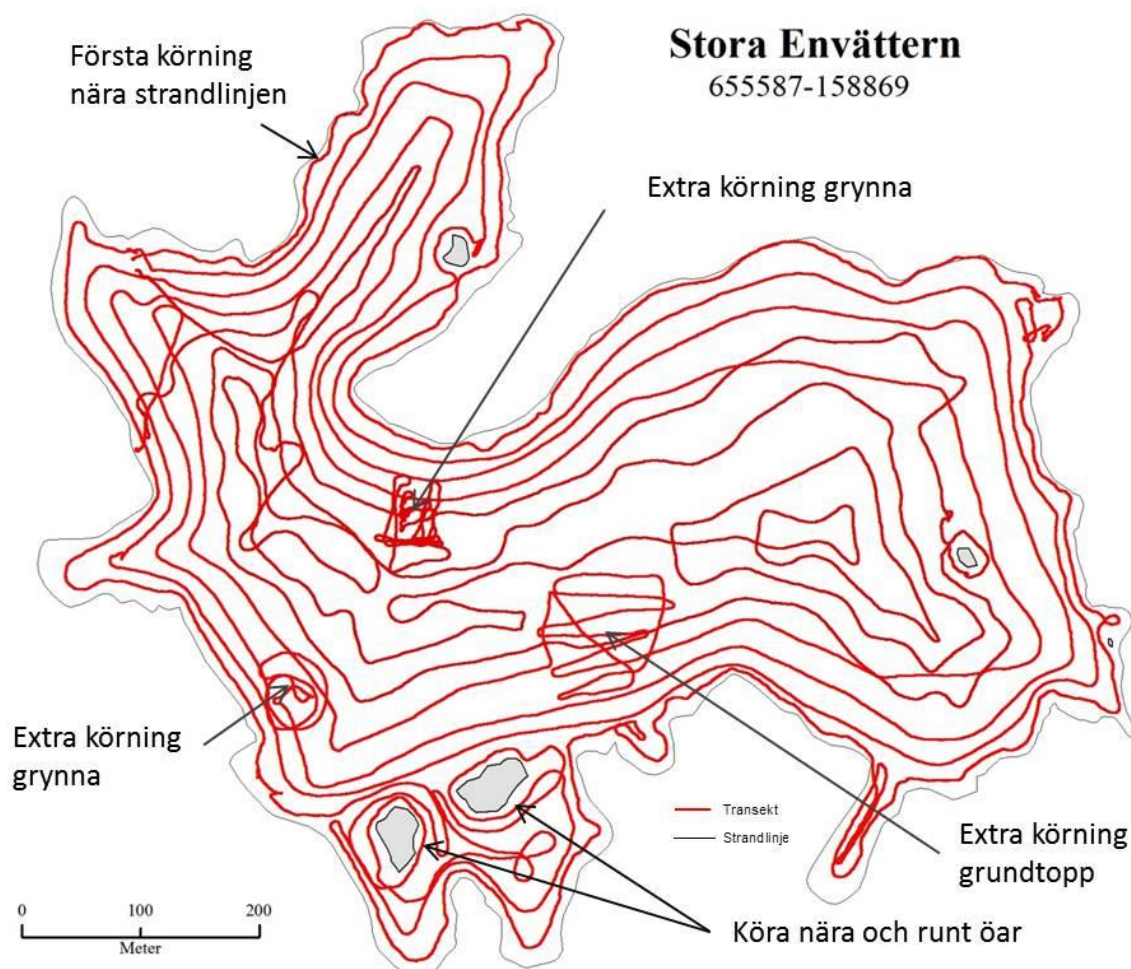 Stora Envättern
655587-158869
Första körning
nära strandlinjen
Extra körning grynna
Extra körning
grynna
Transekt
Strandlinje
Extra körning
grundtopp
Köra nära och runt öar
0 100 200
Meter